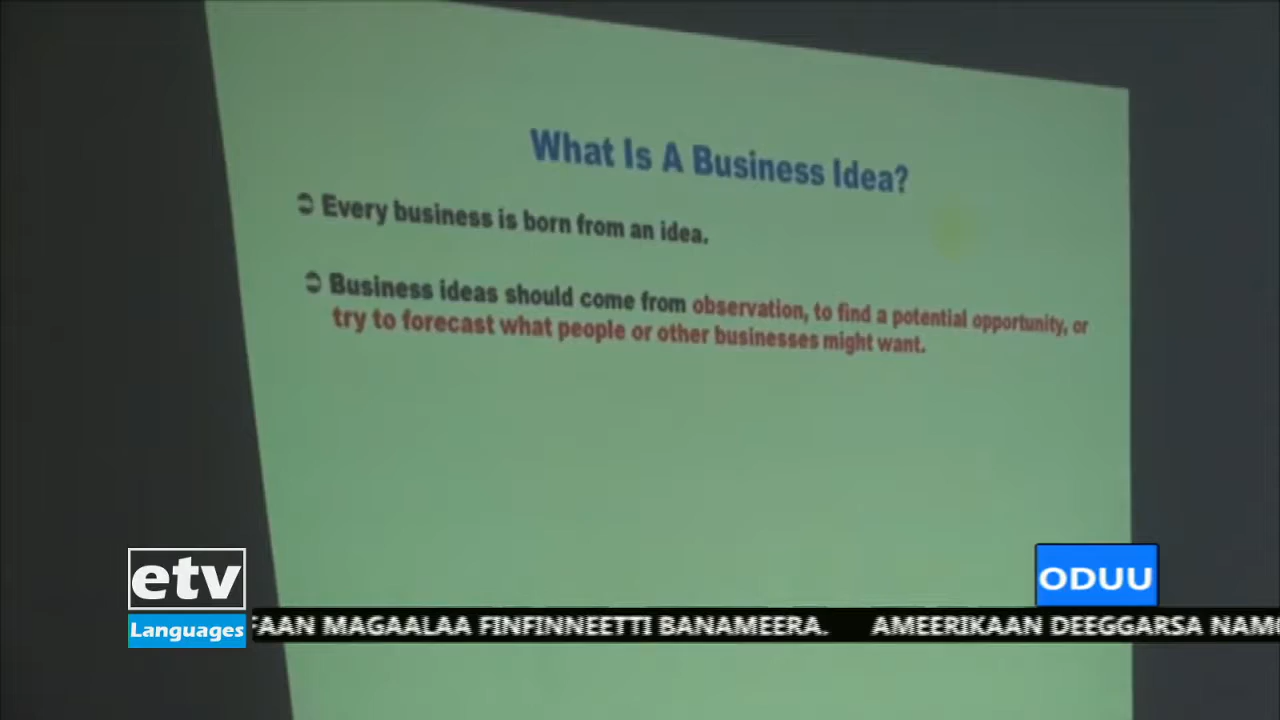 What Is A Business Idea?
Every business is born from an idea.
Business ideas should come from observation, to find a potential opportunity, or
try to forecast what people or other businesses might want.
etv
Languages
ODUU
MAGAALAA FINFINNEETTI BANAMEERA. AMEERIKAAN DEEGGARSA